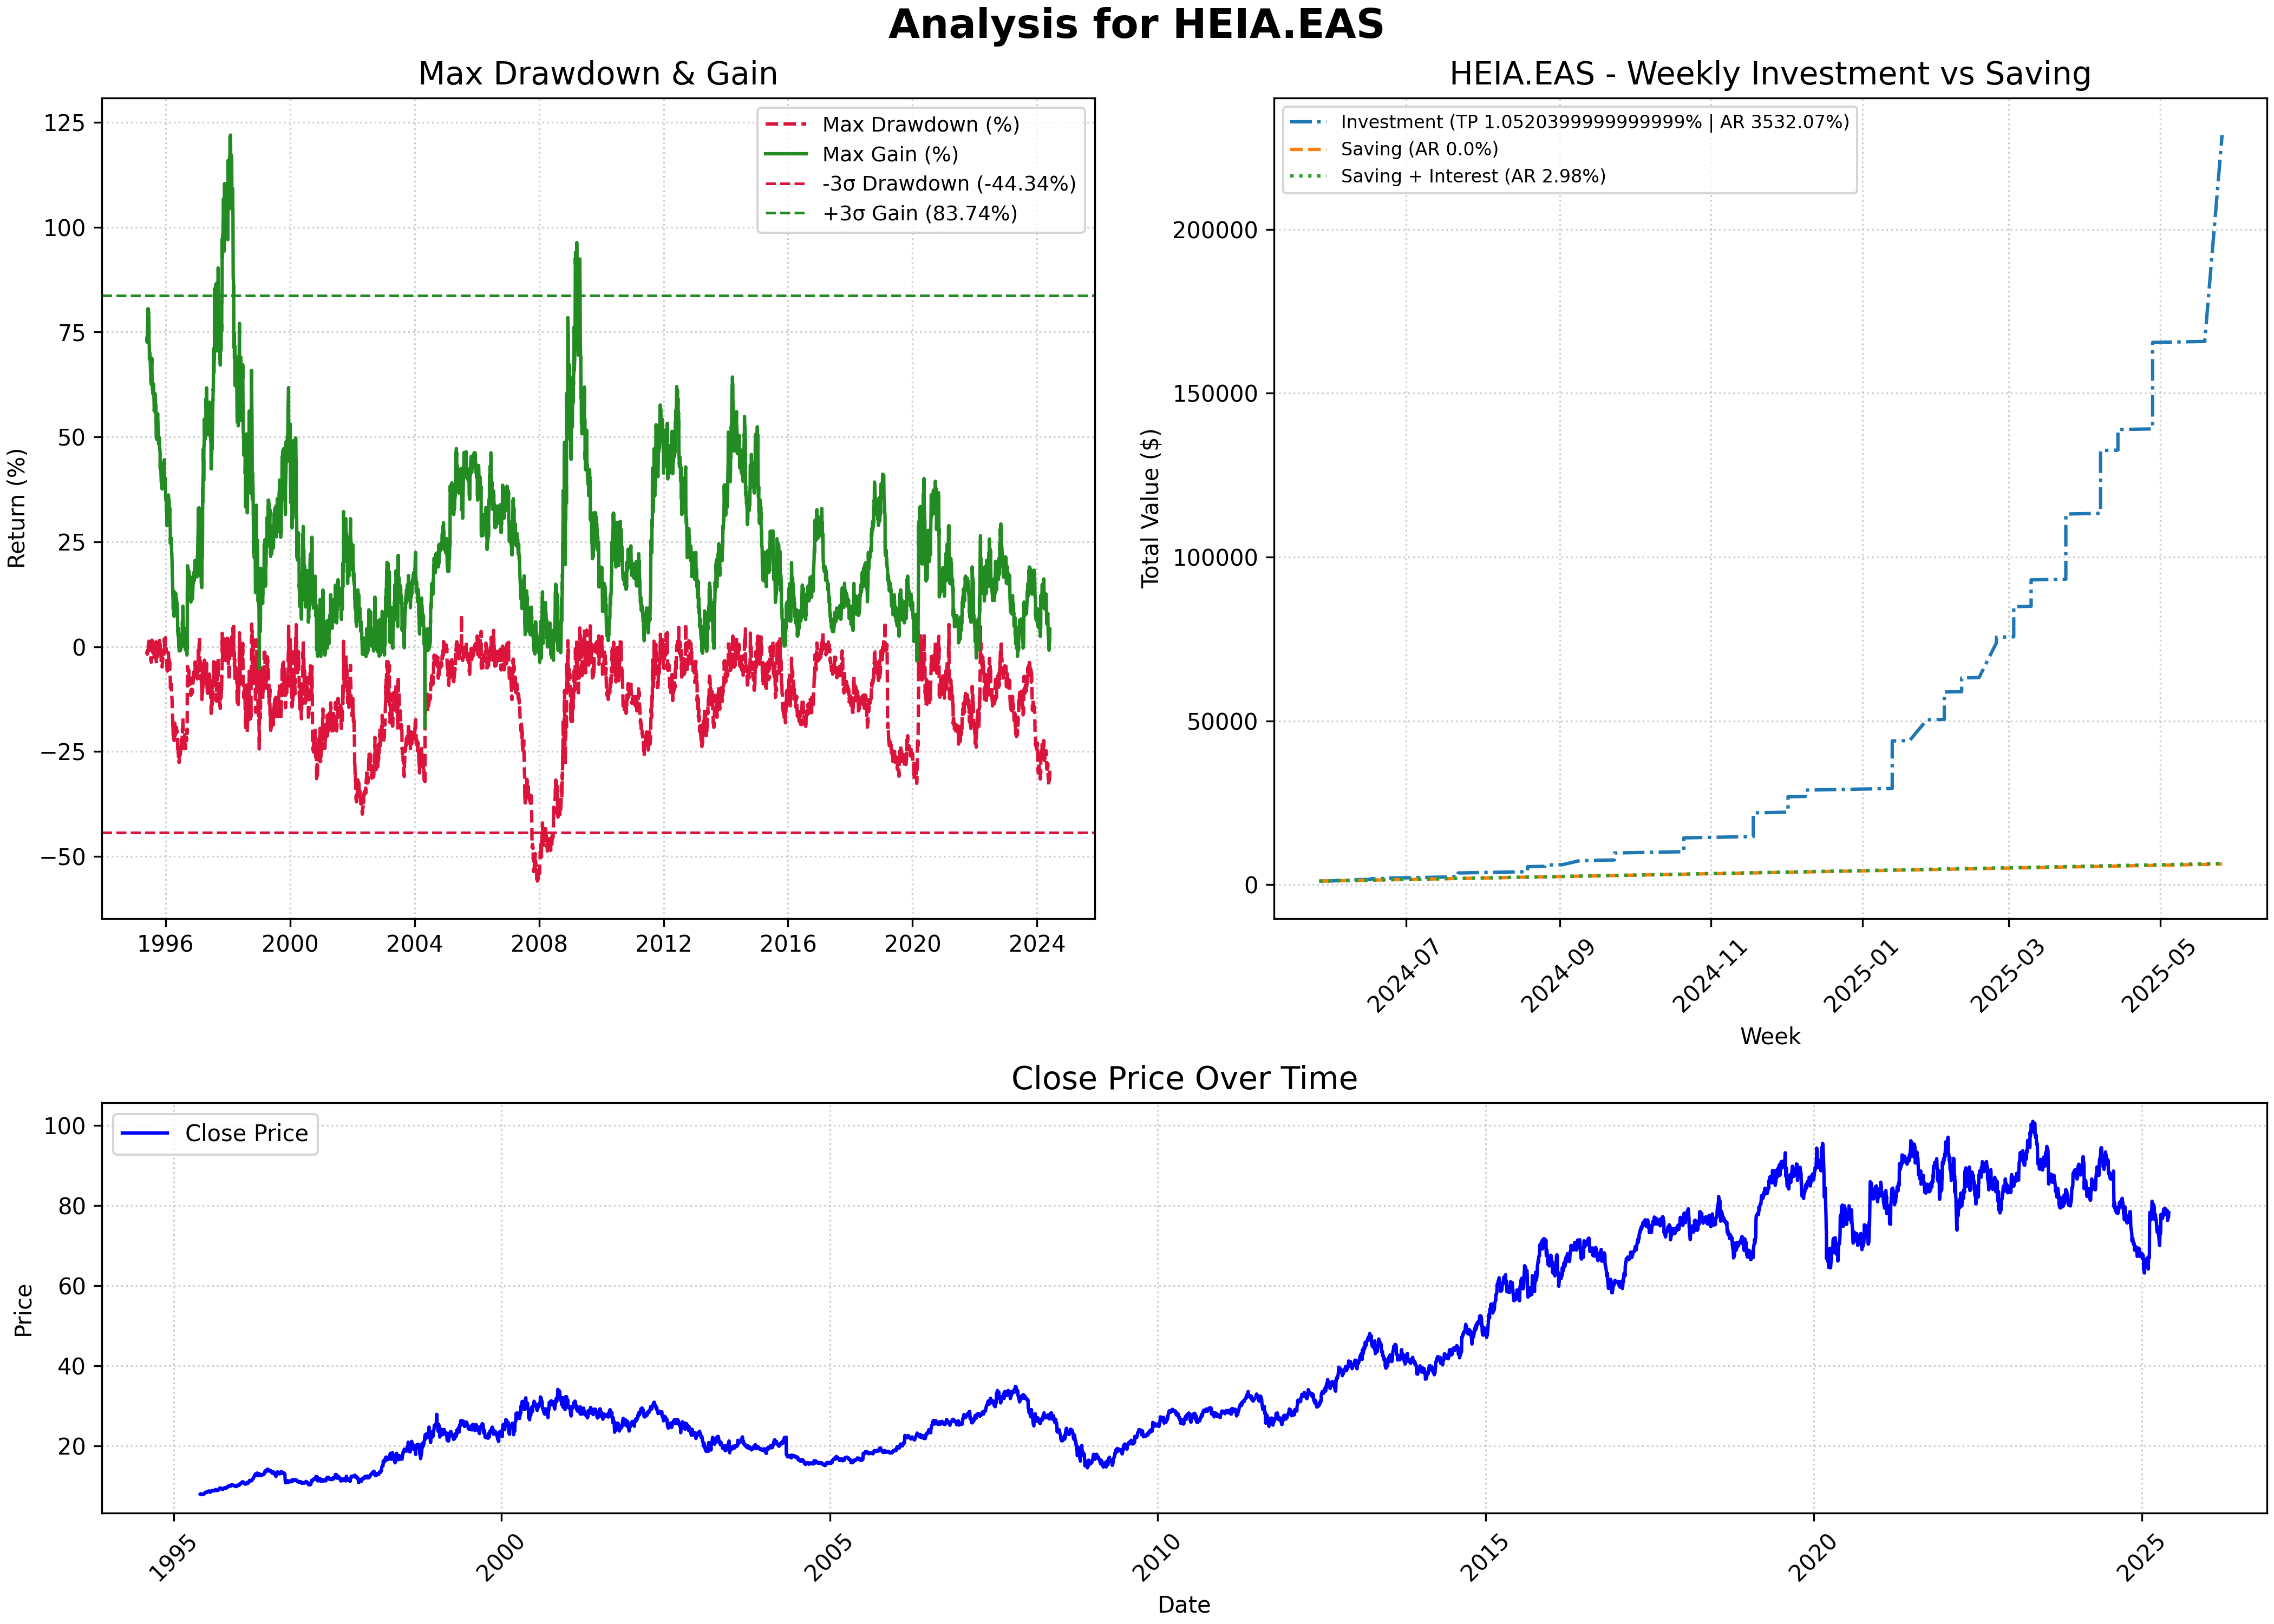 Analysis for HEIA.EAS
Max Drawdown & Gain
Return (%)
125
100
75
50
25
0
−25
−50
1996
2000
2004
2008
2012
2016
2020
2024
Max Drawdown (%)
Max Gain (%)
-3σ Drawdown (-44.34%)
+3σ Gain (83.74%)
HEIA.EAS - Weekly Investment vs Saving
Total Value ($)
200000
150000
100000
50000
0
2024-07
2024-09
2024-11
2025-01
2025-03
2025-05
Week
Investment (TP 1.0520399999999999% | AR 3532.07%)
Saving (AR 0.0%)
Saving + Interest (AR 2.98%)
Close Price Over Time
Price
100
80
60
40
20
1995
2000
2005
2010
2015
2020
2025
Date
Close Price